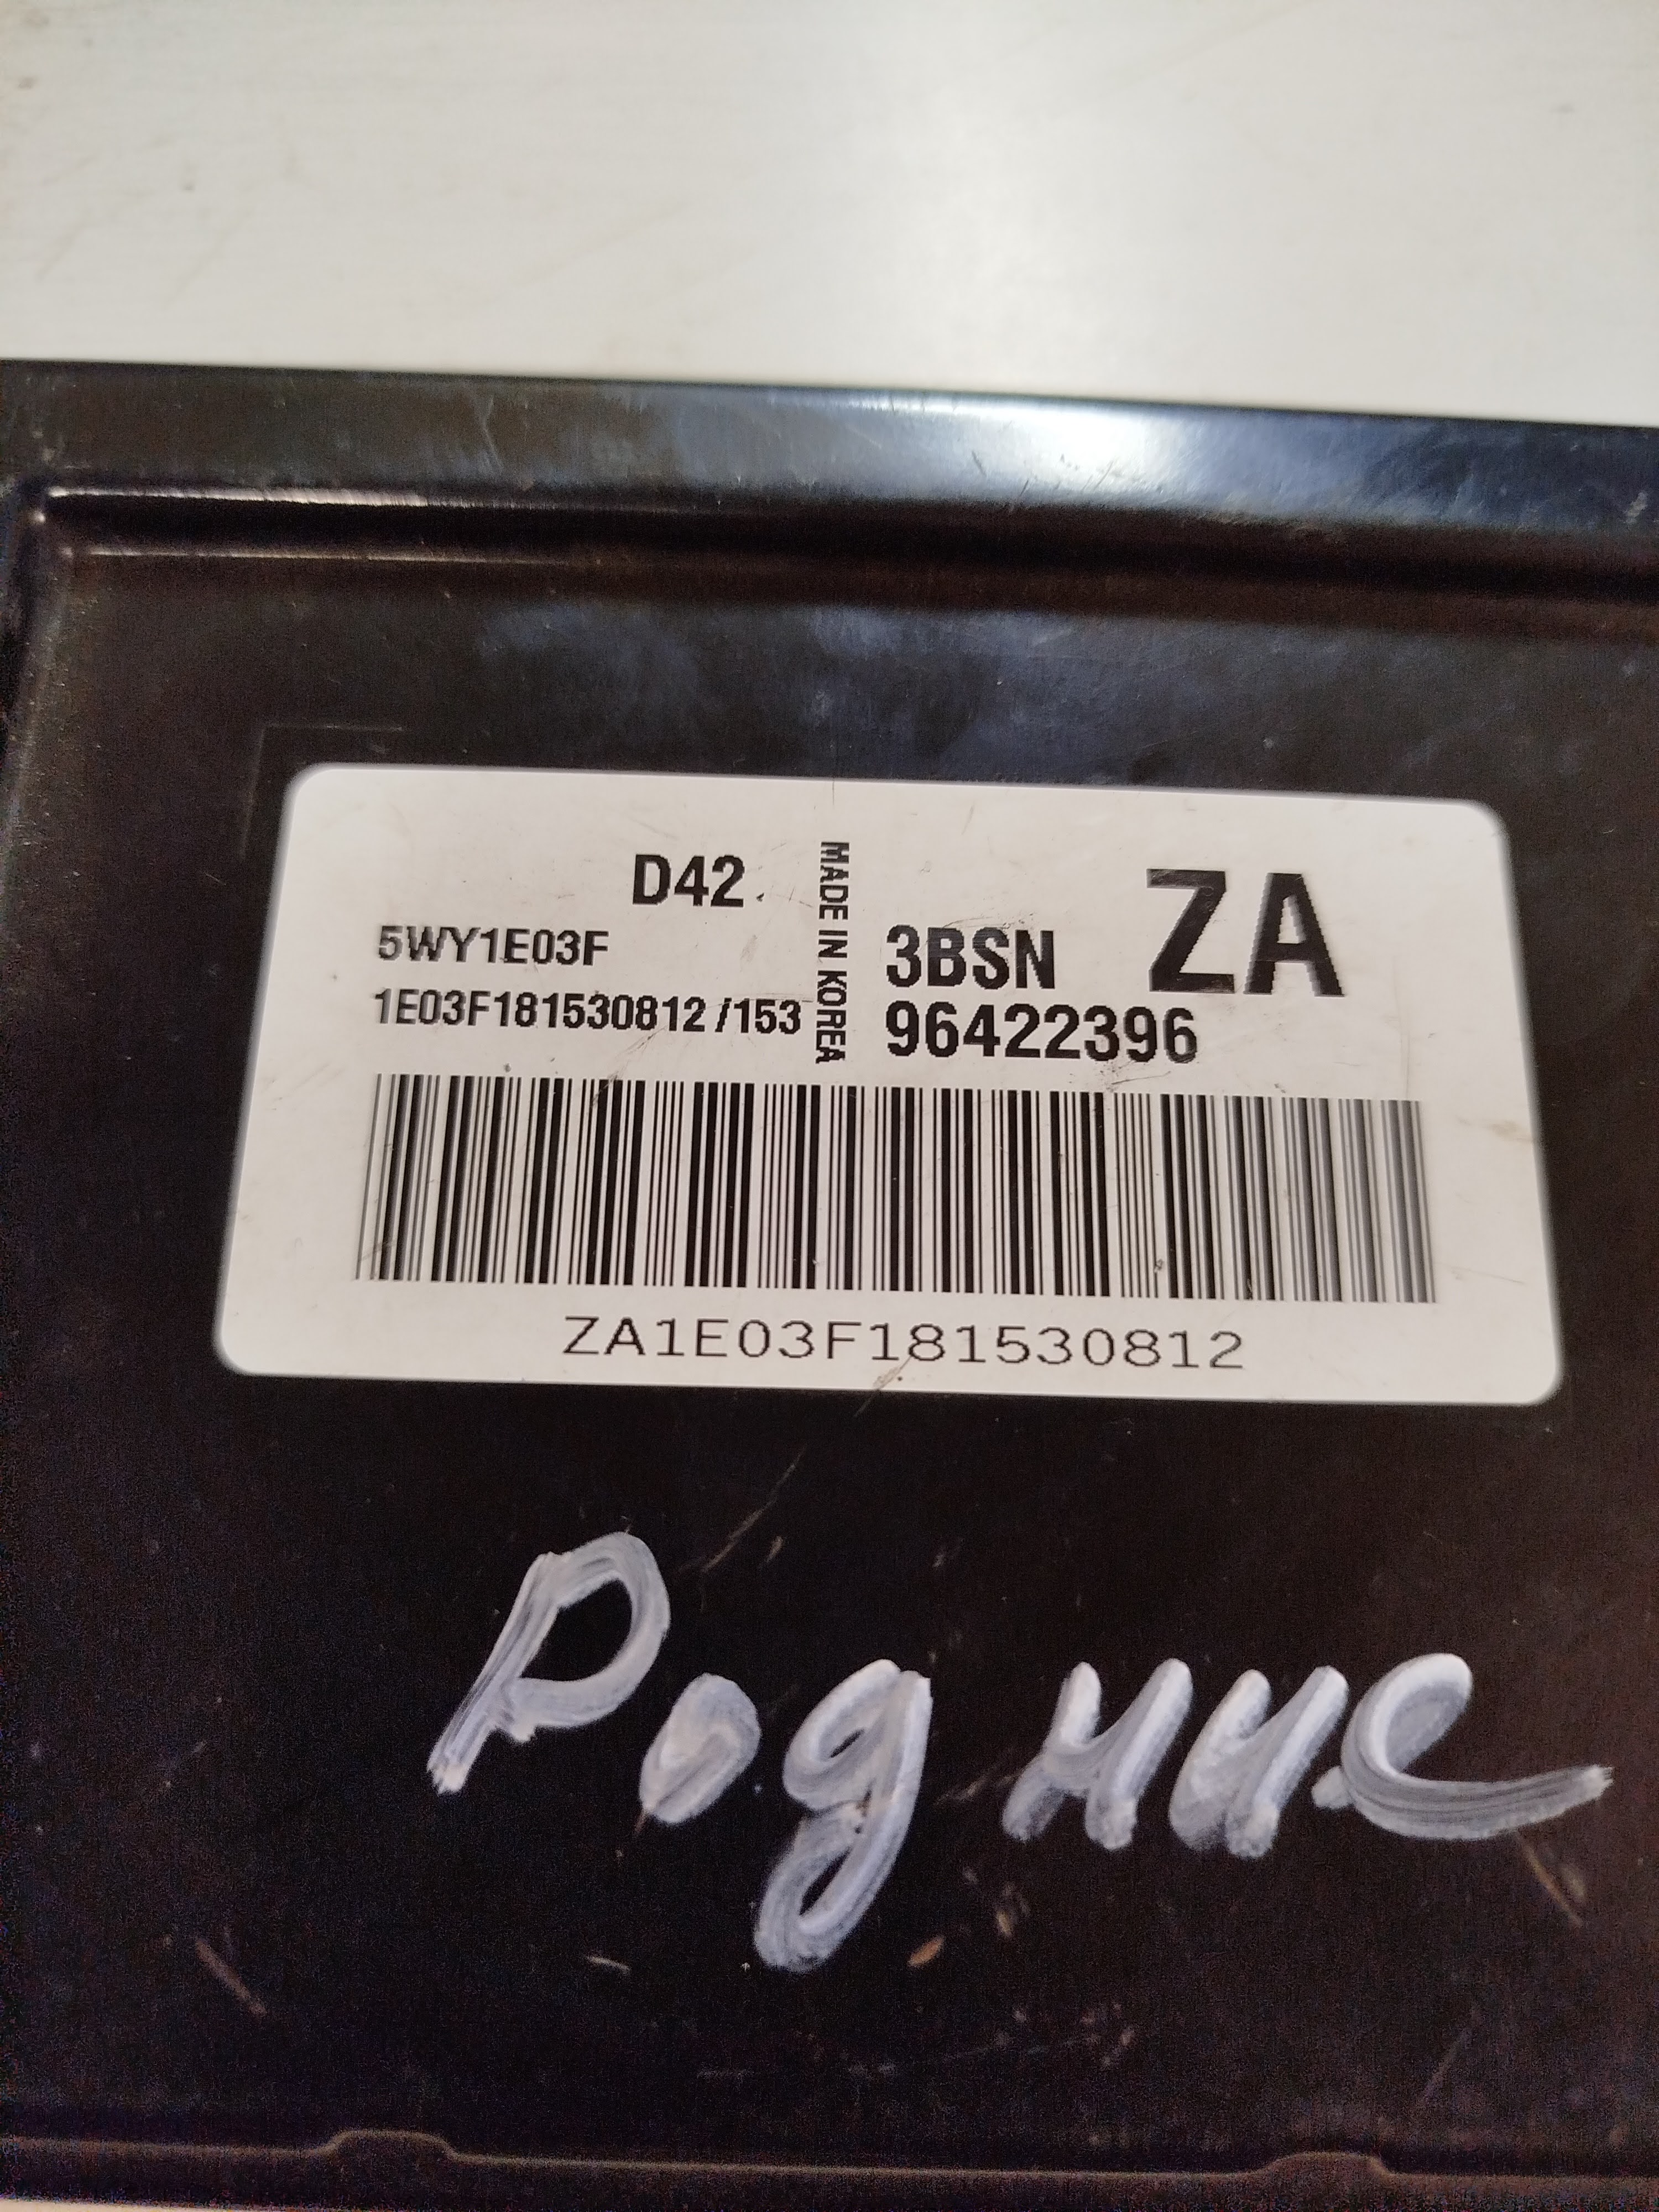 D42
5WY1E03F
1E03F181530812 /153
MADE IN KOREA
ZA
3BSN
96422396
ZA1E03F181530812
Родние